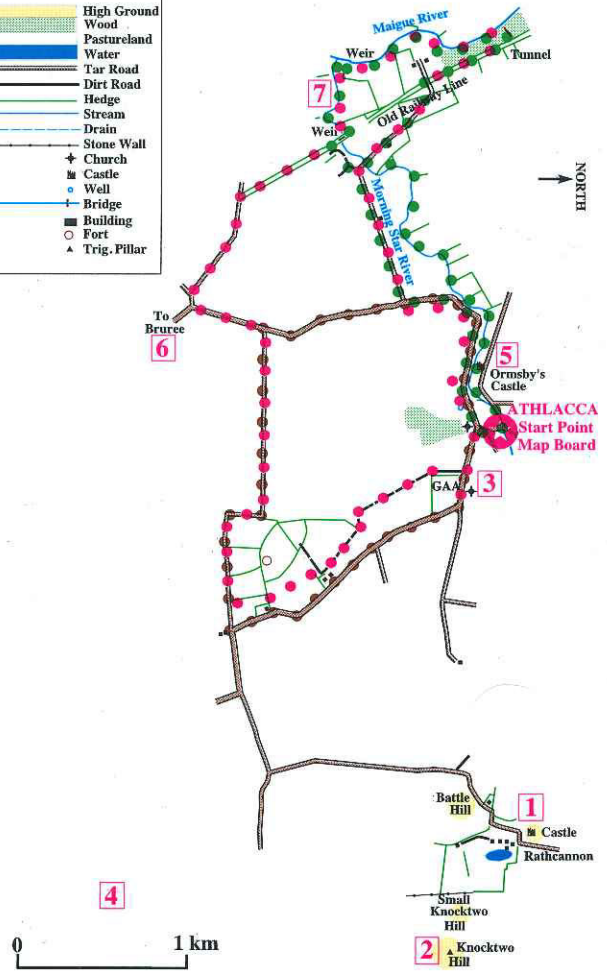 High Ground
Wood
Pastureland
Water
Tar Road
Dirt Road
Hedge
Stream
Drain
Stone Wall
Church
Castle
Well
Bridge
Building
Fort
Trig. Pillar
Maigue River
Weir
Tunnel
7
Old Railway Line
Weir
NORTH
Morning Star River
To
Bruree
6
5
Ormsby's
Castle
ATHLACCA
Start Point
Map Board
GAA
3
Battle
Hill
1
Castle
Rathcannon
4
Small
Knocktwo
Hill
2
Knocktwo
Hill
0
1 km